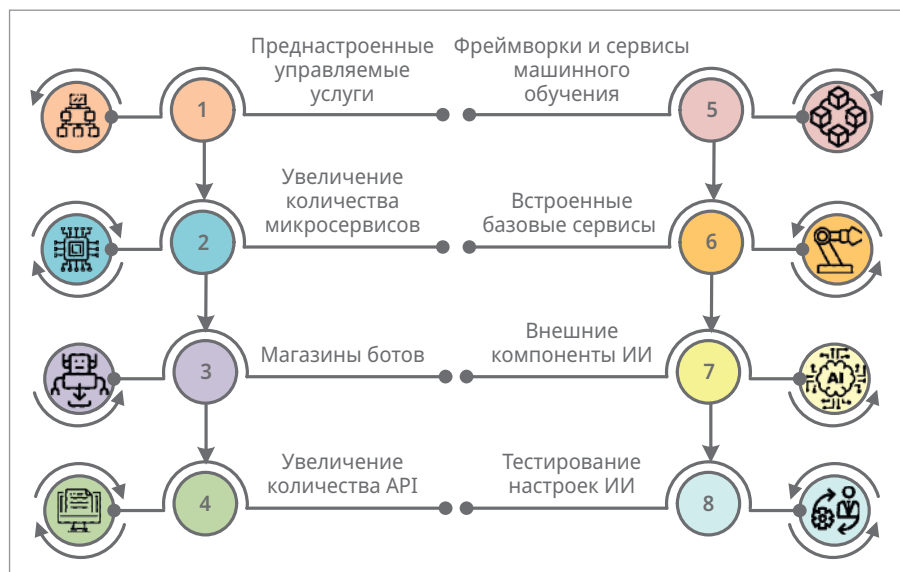 Преднастроенные
управляемые
услуги
1
Увеличение
количества
микросервисов
2
Магазины ботов
3
Увеличение
количества API
4
Фреймворки и сервисы
машинного
обучения
5
Встроенные
базовые сервисы
6
Внешние
компоненты ИИ
7
AI
Тестирование
настроек ИИ
8